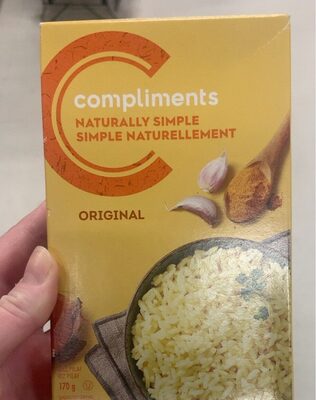 compliments
NATURALLY SIMPLE
SIMPLE NATURELLEMENT
ORIGINAL
170 g